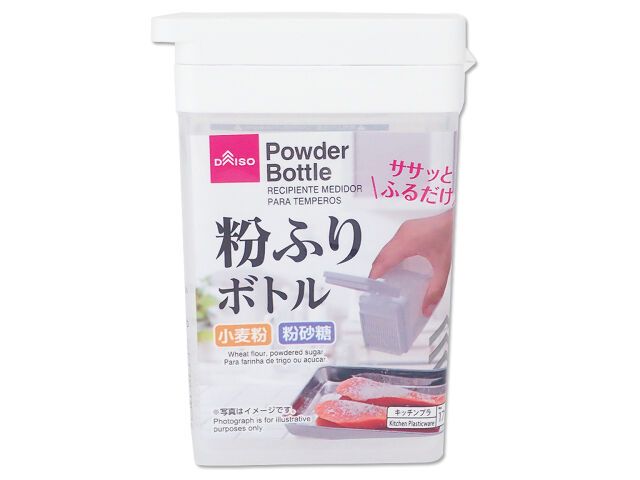 DAISO
Powder
Bottle
RECIPIENTE MEDIDOR
PARA TEMPEROS
ササッと
ふるだけ
粉ふり
ボトル
小麦粉 粉砂糖
Wheat flour, powdered sugar.
Para farinha de trigo ou açúcar.
※写真はイメージです。
Photograph is for illustrative
purposes only.
キッチンプラ
Kitchen Plasticware